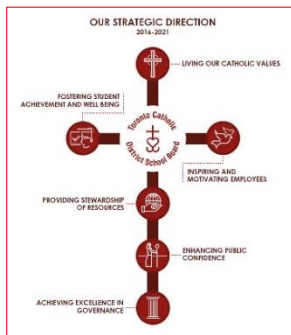 OUR STRATEGIC DIRECTION
2016-2021
LIVING OUR CATHOLIC VALUES
FOSTERING STUDENT
ACHIEVEMENT AND WELL BEING
Toronto Catholic
District School Board
INSPIRING AND
MOTIVATING EMPLOYEES
PROVIDING STEWARDSHIP
OF RESOURCES
ENHANCING PUBLIC
CONFIDENCE
ACHIEVING EXCELLENCE IN
GOVERNANCE